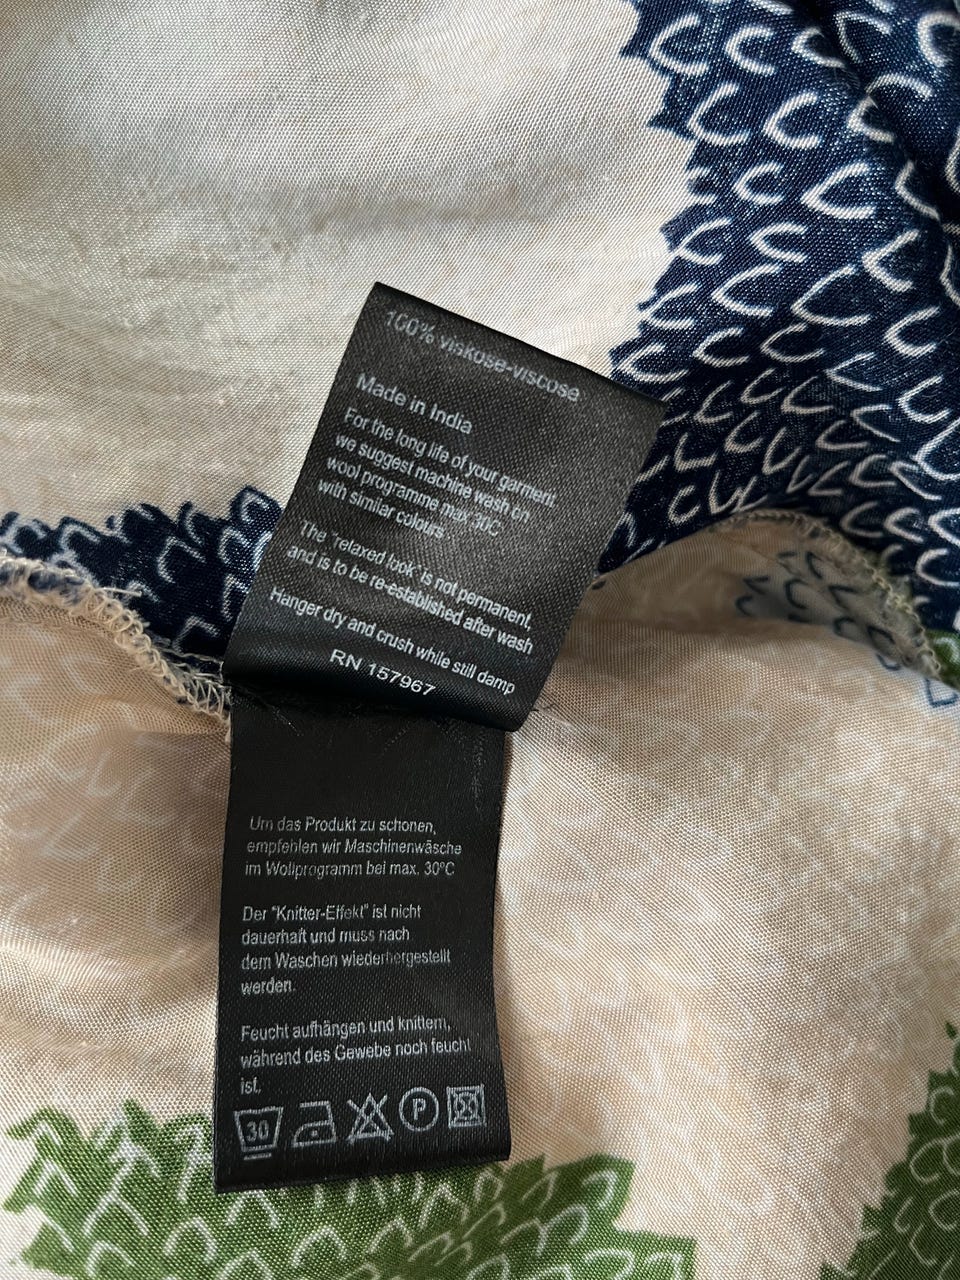 100% viskose-viscose
Made in India
For the long life of your garment
we suggest machine wash on
wool programme max 30C
with similar colours
The "relaxed look" is not permanent,
and is to be re-established after wash
Hanger dry and crush while still damp
RN 157967
Um das Produkt zu schonen,
empfehlen wir Maschinenwäsche
im Wollprogramm bei max. 30°C
Der "Knitter-Effekt" ist nicht
dauerhaft und muss nach
dem Waschen wiederhergestellt
werden.
Feucht aufhängen und knittern,
während des Gewebe noch feucht
ist.
30 P